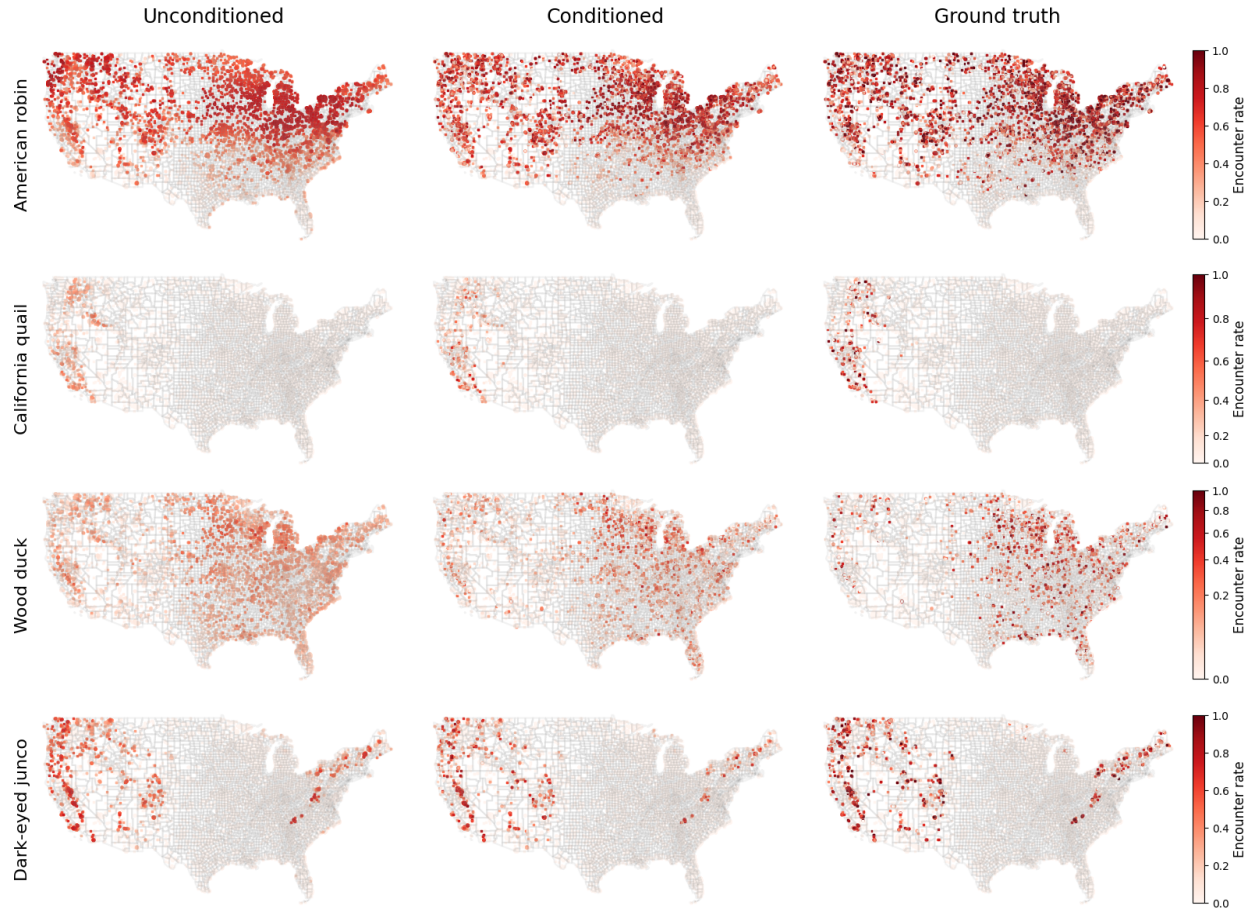 Unconditioned
Conditioned
Ground truth
American robin
1.0
0.8
0.6
0.4
0.2
0.0
Encounter rate
California quail
1.0
0.8
0.6
0.4
0.2
0.0
Encounter rate
Wood duck
1.0
0.8
0.6
0.4
0.2
0.0
Encounter rate
Dark-eyed junco
1.0
0.8
0.6
0.4
0.2
0.0
Encounter rate